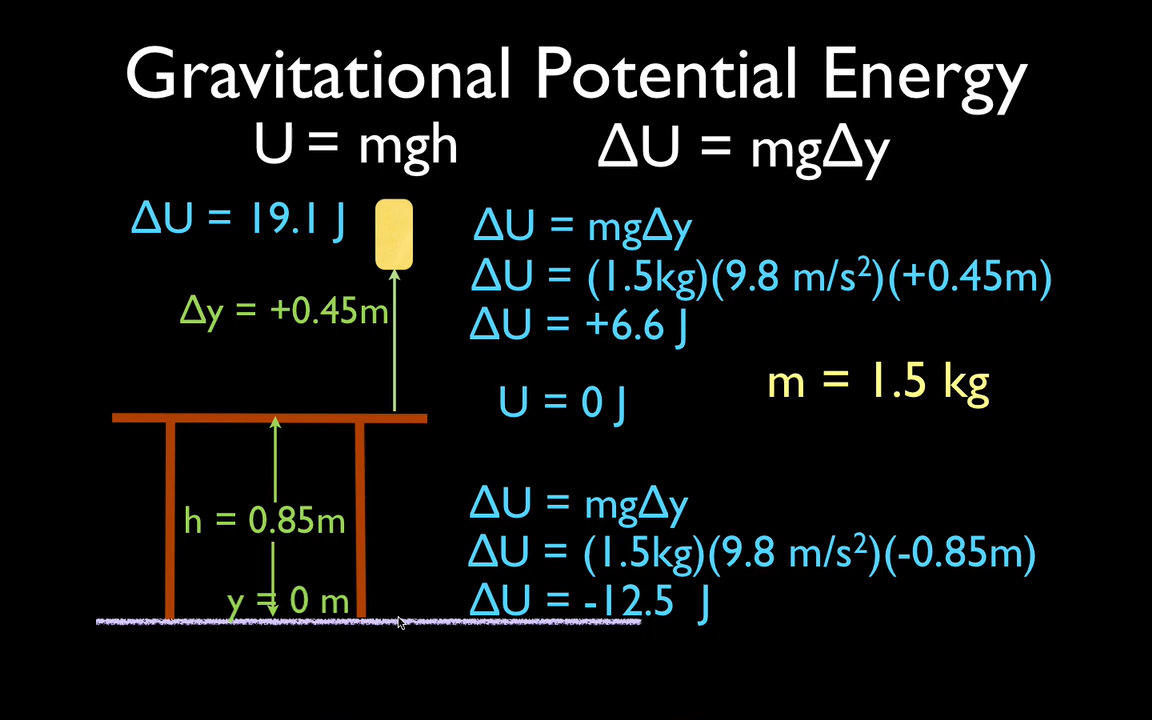 Gravitational Potential Energy
U = mgh
ΔU = mgΔy
ΔU = 19.1 J
Δy = +0.45m
h = 0.85m
y = 0 m
ΔU = mgΔy
ΔU = (1.5kg)(9.8 m/s²)(+0.45m)
ΔU = +6.6 J
m = 1.5 kg
U = 0 J
ΔU = mgΔy
ΔU = (1.5kg)(9.8 m/s²)(-0.85m)
ΔU = -12.5 J